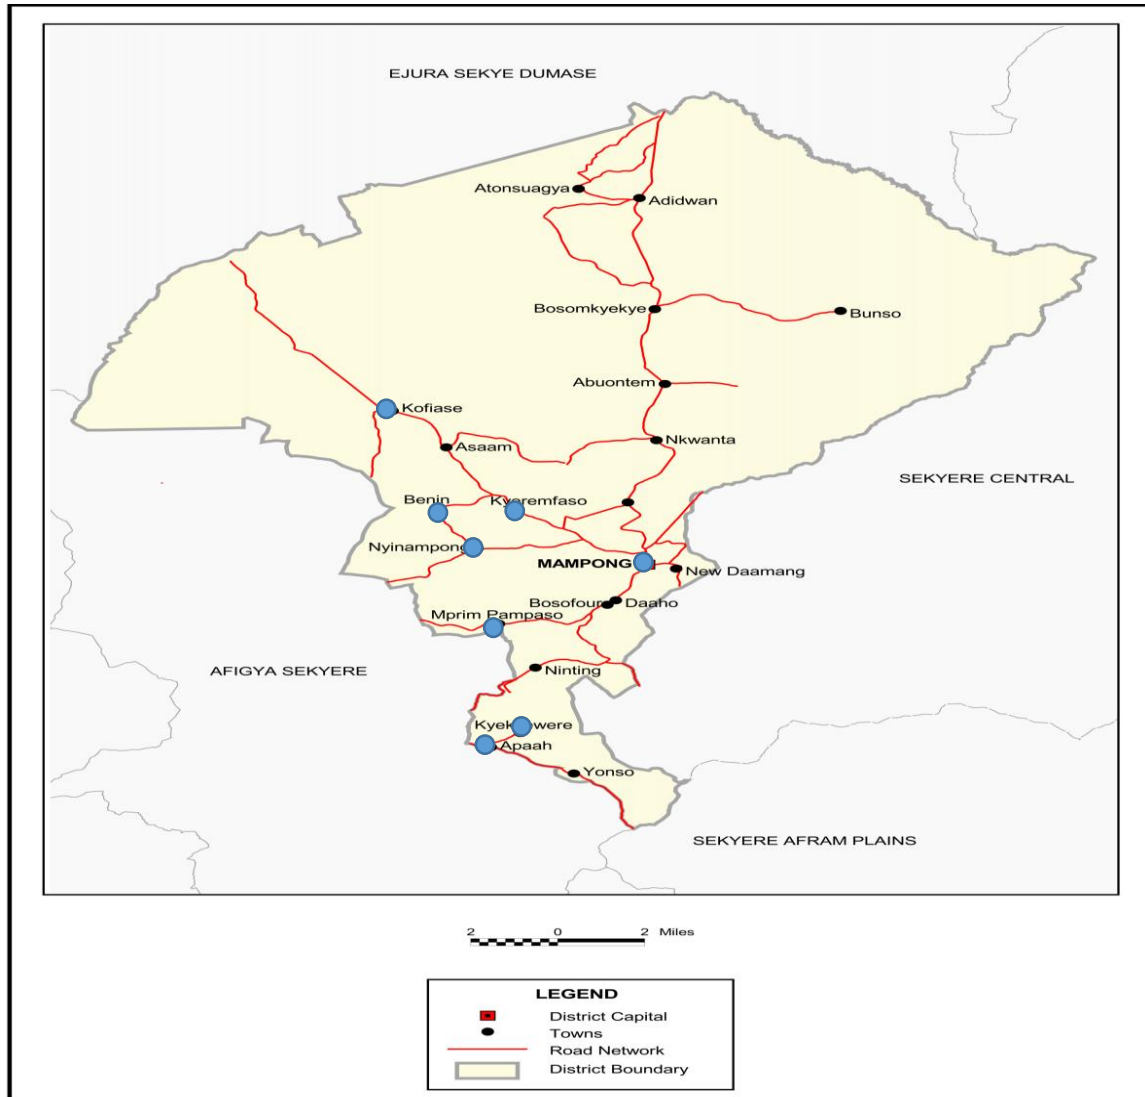 EJURA SEKYE DUMASE
Atonsuagya
Adidwan
Bosomkyekye
Bunso
Abuontem
Kofiase
Nkwanta
Asaam
SEKYERE CENTRAL
Benin
Kyeremfaso
Nyinampong
MAMPONG
New Daamang
Bosofour
Daaho
Mprim Pampaso
AFIGYA SEKYERE
Ninting
Apaah
Yonso
SEKYERE AFRAM PLAINS
2 0 2 Miles
LEGEND
District Capital
Towns
Road Network
District Boundary